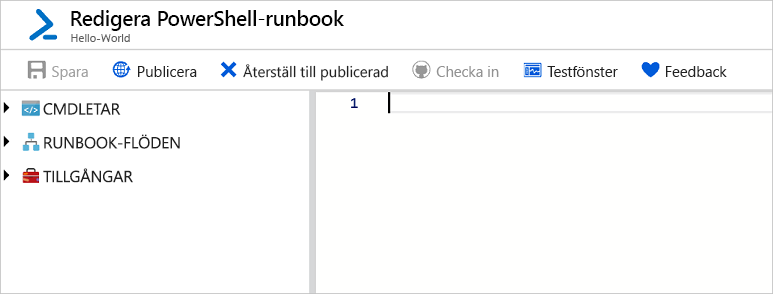 Redigera PowerShell-runbook
Hello-World
Spara Publicera Återställ till publicerad Checka in Testfönster Feedback
CMDLETAR
RUNBOOK-FLÖDEN
TILLGÅNGAR
1